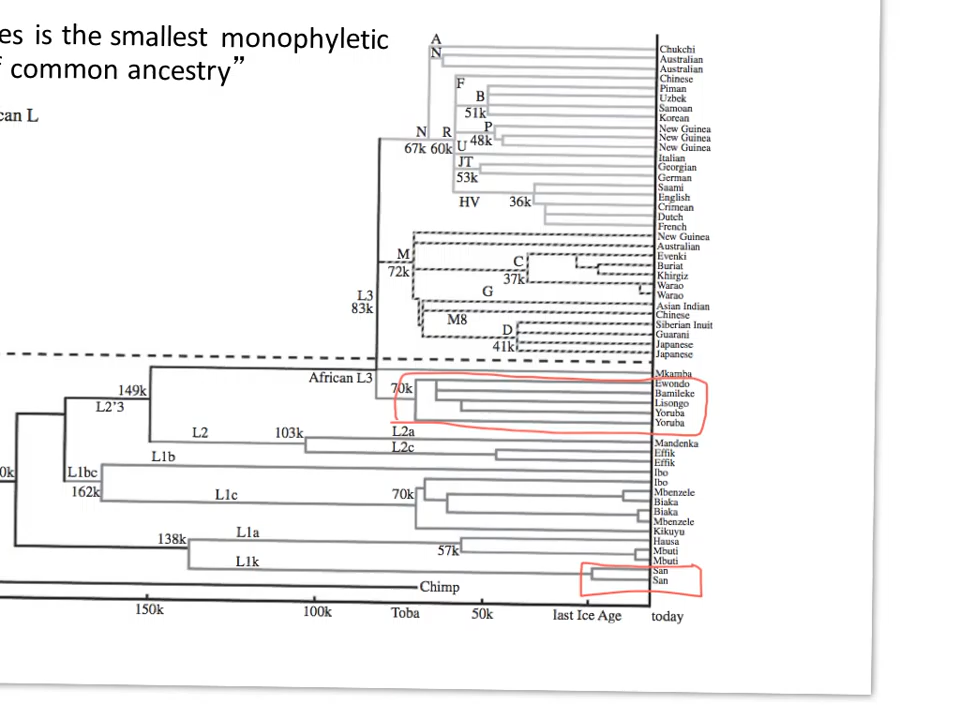 es is the smallest monophyletic
common ancestry”
can L
A
N
F
B
51k
P
48k
N
67k
R
60k
U
JT
53k
HV
36k
M
72k
C
37k
G
M8
D
41k
L3
83k
African L3
149k
L2'3
70k
L2
103k
L2a
L2c
L1b
L1bc
162k
0k
L1c
70k
138k
L1a
57k
L1k
Chimp
150k 100k Toba 50k last Ice Age today
Chukchi
Australian
Australian
Chinese
Piman
Uzbek
Samoan
Korean
New Guinea
New Guinea
New Guinea
Italian
Georgian
German
Saami
English
Crimean
Dutch
French
New Guinea
Australian
Evenki
Buriat
Khirgiz
Warao
Warao
Asian Indian
Chinese
Siberian Inuit
Guarani
Japanese
Japanese
Mkamba
Ewondo
Bamileke
Lisongo
Yoruba
Yoruba
Mandenka
Effik
Effik
Ibo
Ibo
Mbenzele
Biaka
Biaka
Mbenzele
Kikuyu
Hausa
Mbuti
Mbuti
San
San